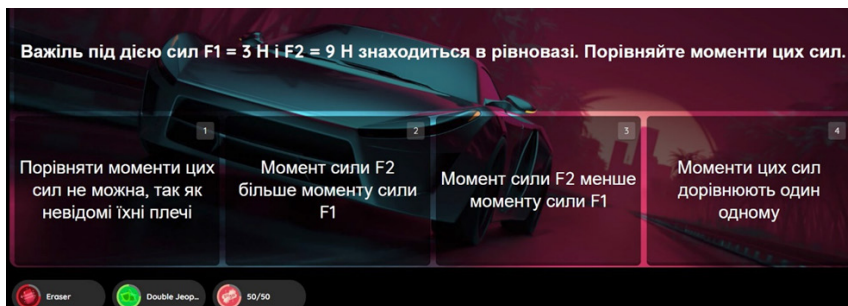 Важіль під дією сил F1 = 3 Н і F2 = 9 Н знаходиться в рівновазі. Порівняйте моменти цих сил.
1
Порівняти моменти цих
сил не можна, так як
невідомі їхні плечі
2
Момент сили F2
більше моменту сили
F1
3
Момент сили F2 менше
моменту сили F1
4
Моменти цих сил
дорівнюють один
одному
Eraser
Double Jeop...
50/50